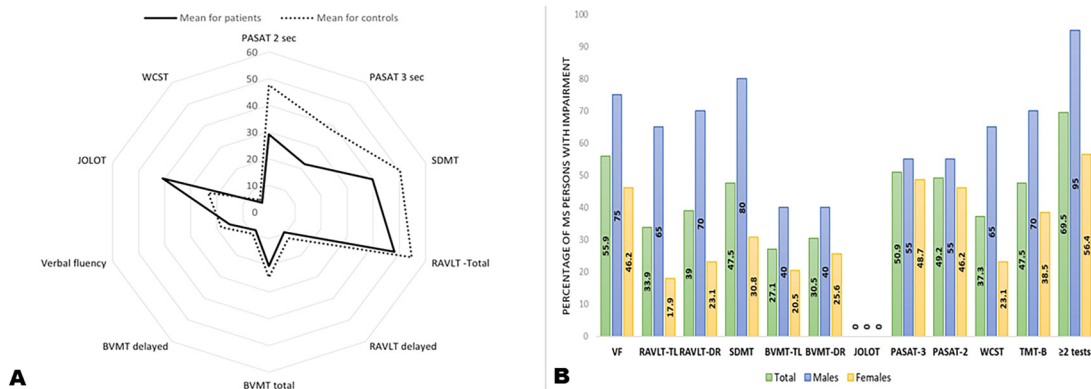 Mean for patients Mean for controls
PASAT 2 sec
PASAT 3 sec
SDMT
RAVLT -Total
RAVLT delayed
BVMT total
BVMT delayed
Verbal fluency
JOLOT
WCST
60
50
40
30
20
10
0
A
PERCENTAGE OF MS PERSONS WITH IMPAIRMENT
100
90
80
70
60
50
40
30
20
10
0
55.9 75 46.2
33.9 65 17.9
39 70 23.1
47.5 80 30.8
27.1 40 20.5
30.5 40 25.6
0 0 0
50.9 55 48.7
49.2 55 46.2
37.3 65 23.1
47.5 70 38.5
69.5 95 56.4
VF RAVLT-TL RAVLT-DR SDMT BVMT-TL BVMT-DR JOLOT PASAT-3 PASAT-2 WCST TMT-B ≥2 tests
Total Males Females
B